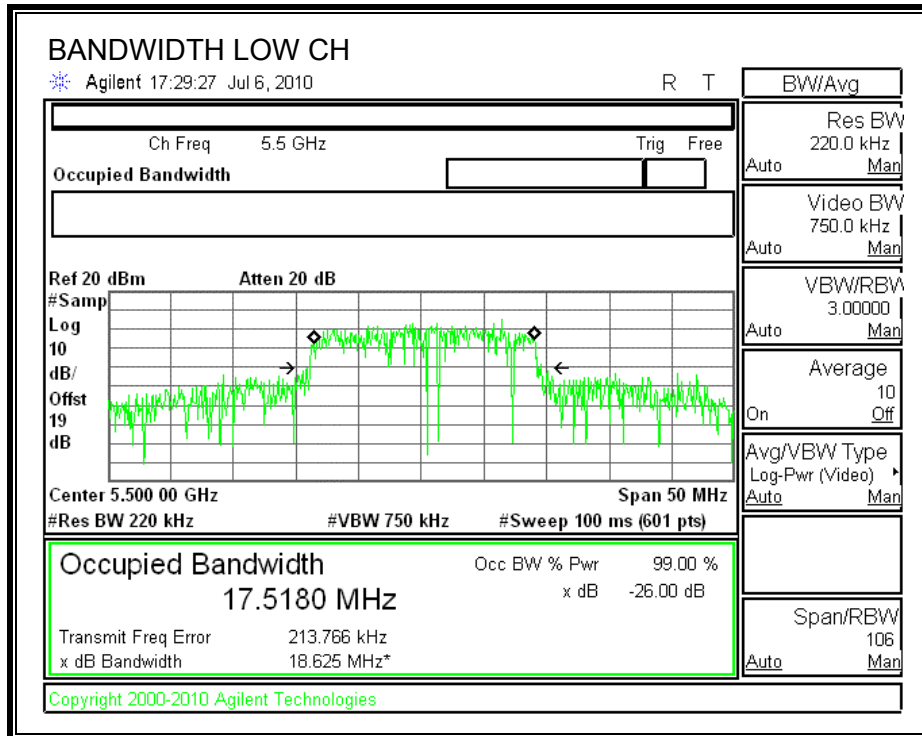 BANDWIDTH LOW CH
Agilent 17:29:27 Jul 6, 2010 R T
Ch Freq 5.5 GHz Trig Free
Occupied Bandwidth
Ref 20 dBm Atten 20 dB
#Samp
Log
10
dB/
Offst
19
dB
Center 5.500 00 GHz Span 50 MHz
#Res BW 220 kHz #VBW 750 kHz #Sweep 100 ms (601 pts)
Occupied Bandwidth Occ BW % Pwr 99.00 %
17.5180 MHz x dB -26.00 dB
Transmit Freq Error 213.766 kHz
x dB Bandwidth 18.625 MHz*
Copyright 2000-2010 Agilent Technologies
BW/Avg
Res BW
220.0 kHz
Auto Man
Video BW
750.0 kHz
Auto Man
VBW/RBW
3.00000
Auto Man
Average
10
On Off
Avg/VBW Type
Log-Pwr (Video)
Auto Man
Span/RBW
106
Auto Man